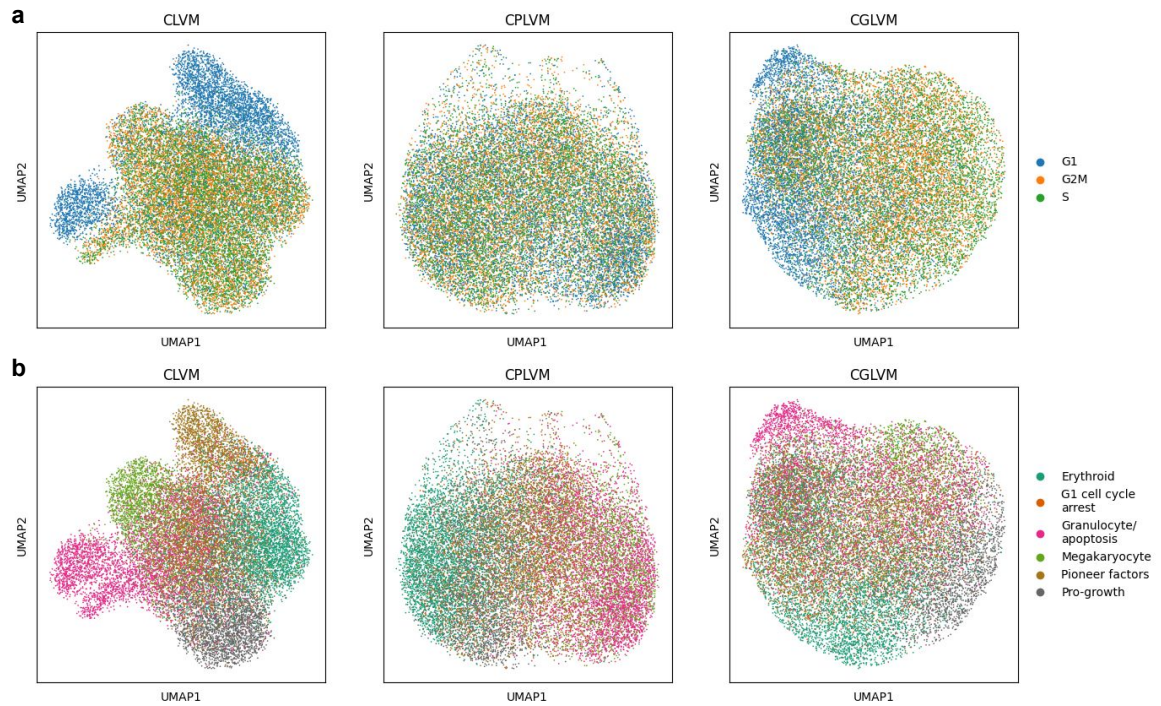 a
CLVM
CPLVM
CGLVM
UMAP2
UMAP2
UMAP2
G1
G2M
S
UMAP1
UMAP1
UMAP1
b
CLVM
CPLVM
CGLVM
UMAP2
UMAP2
UMAP2
Erythroid
G1 cell cycle
arrest
Granulocyte/
apoptosis
Megakaryocyte
Pioneer factors
Pro-growth
UMAP1
UMAP1
UMAP1